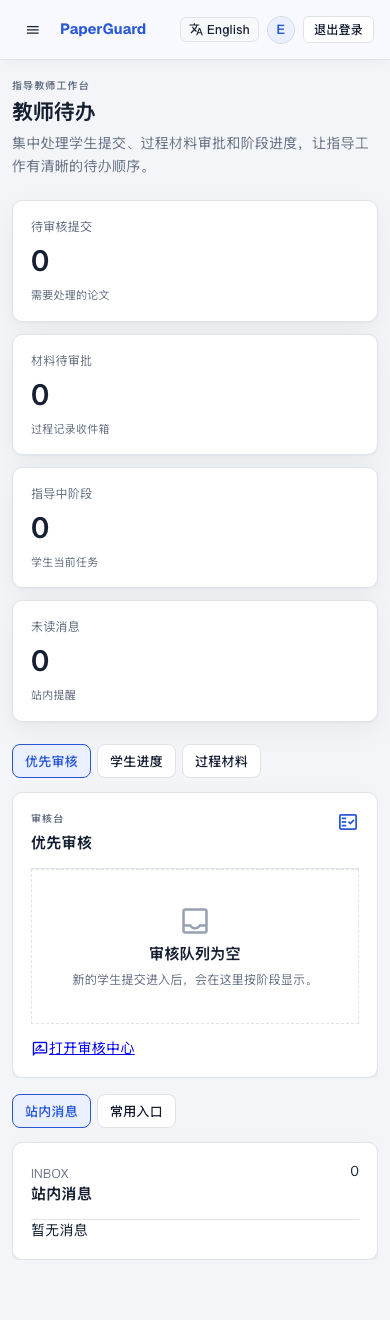 PaperGuard
English
E
退出登录
指导教师工作台
教师待办
集中处理学生提交、过程材料审批和阶段进度，让指导工
作有清晰的待办顺序。
待审核提交
0
需要处理的论文
材料待审批
0
过程记录收件箱
指导中阶段
0
学生当前任务
未读消息
0
站内提醒
优先审核
学生进度
过程材料
审核台
优先审核
审核队列为空
新的学生提交进入后，会在这里按阶段显示。
打开审核中心
站内消息
常用入口
INBOX
0
站内消息
暂无消息